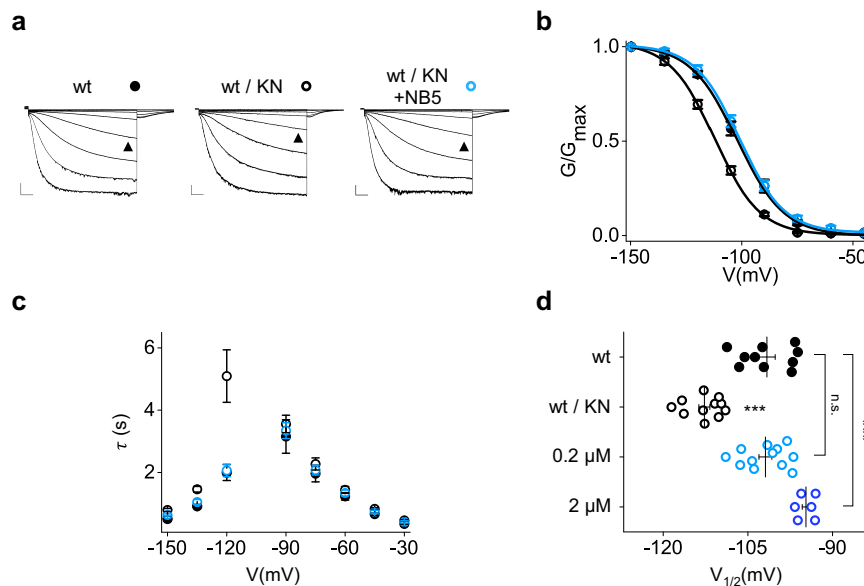 a
wt
wt / KN
wt / KN
+NB5
b
1.0
0.5
0.0
G/Gmax
-150
-100
-50
V(mV)
c
6
4
2
τ (s)
-150
-120
-90
-60
-30
V(mV)
d
wt
wt / KN
0.2 µM
2 µM
***
n.s.
-120
-105
-90
V1/2(mV)